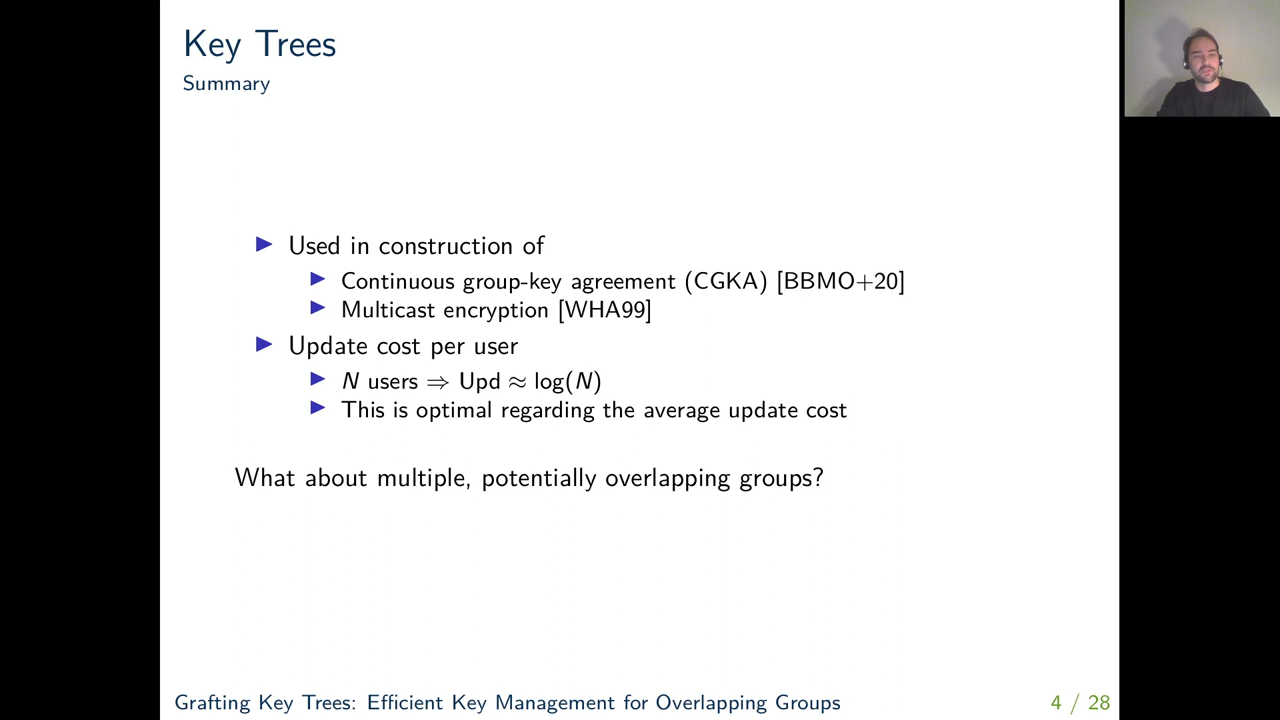 Key Trees
Summary
▶ Used in construction of
▶ Continuous group-key agreement (CGKA) [BBMO+20]
▶ Multicast encryption [WHA99]
▶ Update cost per user
▶ N users ⇒ Upd ≈ log(N)
▶ This is optimal regarding the average update cost
What about multiple, potentially overlapping groups?
Grafting Key Trees: Efficient Key Management for Overlapping Groups 4 / 28